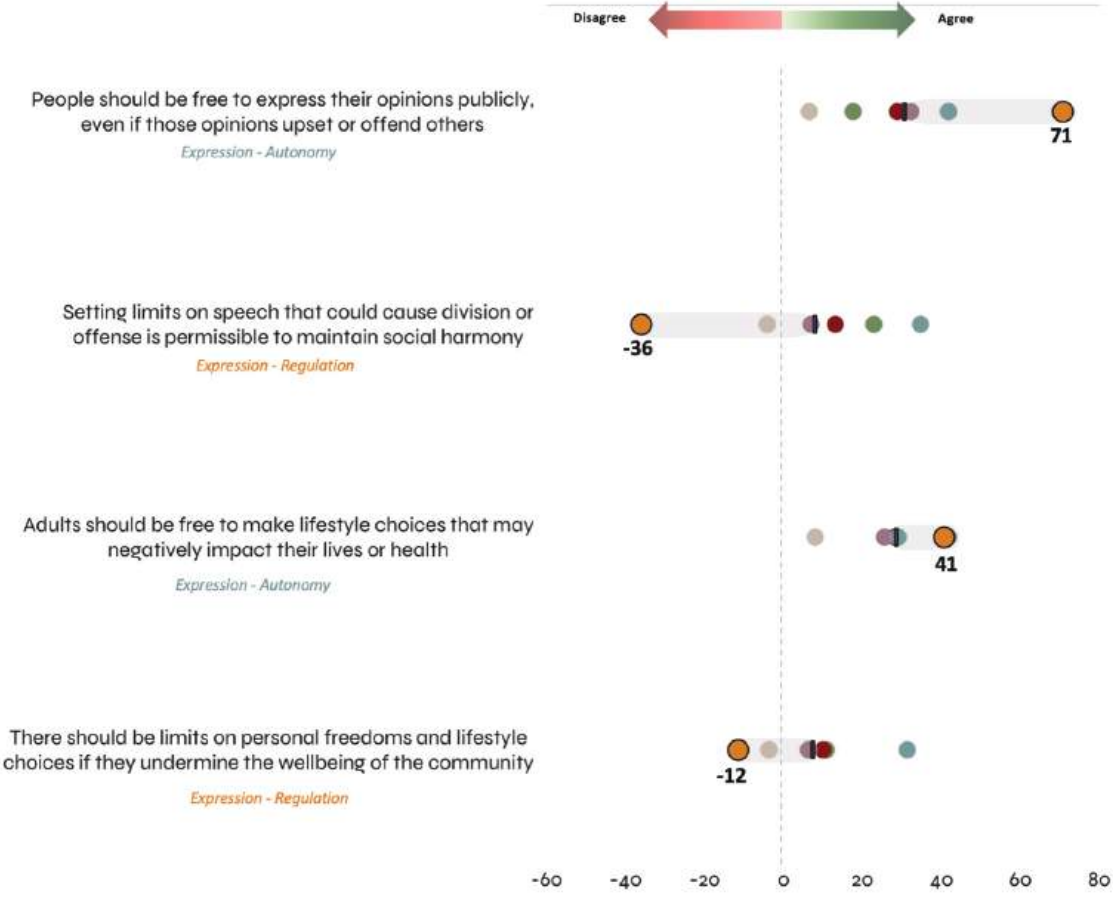 Disagree
Agree
People should be free to express their opinions publicly,
even if those opinions upset or offend others
Expression - Autonomy
71
Setting limits on speech that could cause division or
offense is permissible to maintain social harmony
Expression - Regulation
-36
Adults should be free to make lifestyle choices that may
negatively impact their lives or health
Expression - Autonomy
41
There should be limits on personal freedoms and lifestyle
choices if they undermine the wellbeing of the community
Expression - Regulation
-12
-60 -40 -20 0 20 40 60 80